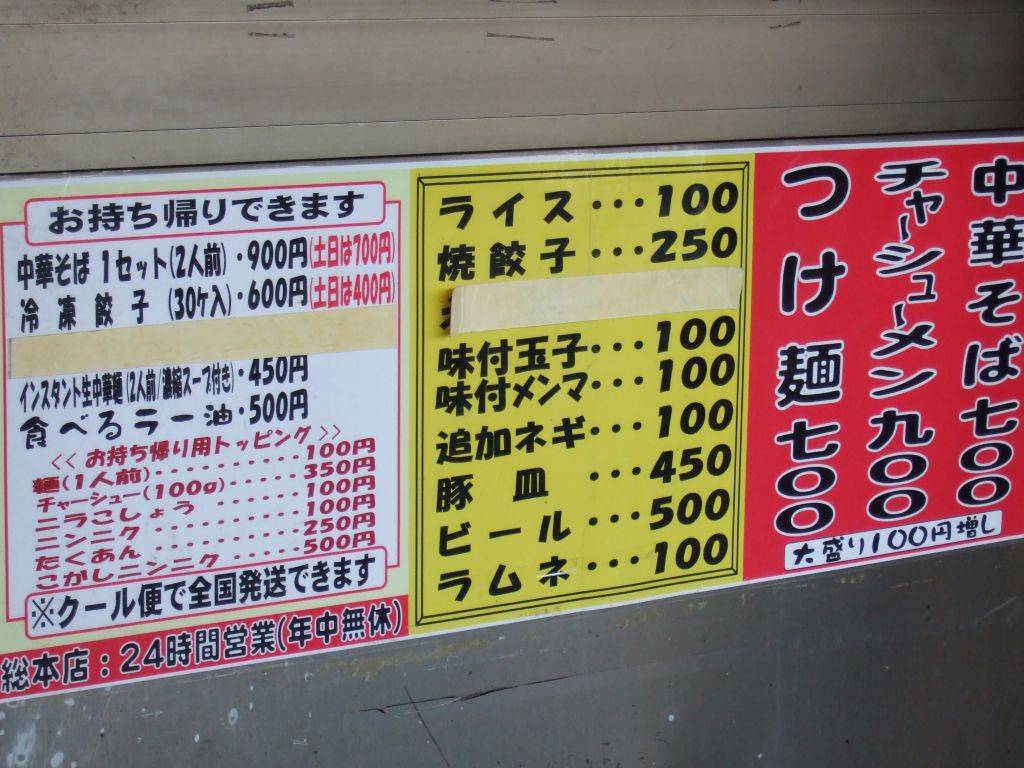 お持ち帰りできます
中華そば 1セット(2人前)・900円(土日は700円)
冷凍餃子(30ケ入)・600円(土日は400円)
インスタント生中華麺(2人前/濃縮スープ付き)・450円
食べるラー油・500円
<< お持ち帰り用トッピング >>
麺(1人前)・・・・・・・・・・100円
チャーシュー(100g)・・・・・・・350円
ニラこしょう・・・・・・・・100円
ニンニク・・・・・・・・・・100円
たくあん・・・・・・・・・・250円
こがしニンニク・・・・・500円
※クール便で全国発送できます
総本店：24時間営業(年中無休)
ライス・・・100
焼餃子・・・250
味付玉子・・・100
味付メンマ・・・100
追加ネギ・・・100
豚皿・・・450
ビール・・・500
ラムネ・・・100
中華そば七〇〇
チャーシューメン九〇〇
つけ麺七〇〇
大盛り100円増し